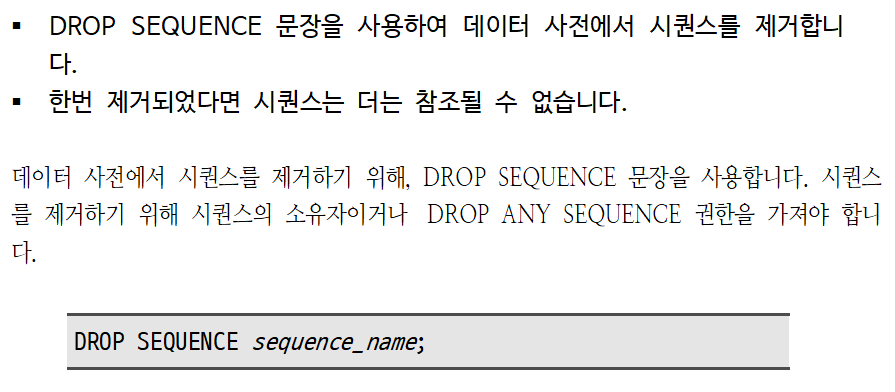 ▪ DROP SEQUENCE 문장을 사용하여 데이터 사전에서 시퀀스를 제거합니
다.
▪ 한번 제거되었다면 시퀀스는 더는 참조될 수 없습니다.
데이터 사전에서 시퀀스를 제거하기 위해, DROP SEQUENCE 문장을 사용합니다. 시퀀스
를 제거하기 위해 시퀀스의 소유자이거나 DROP ANY SEQUENCE 권한을 가져야 합니
다.
DROP SEQUENCE sequence_name;